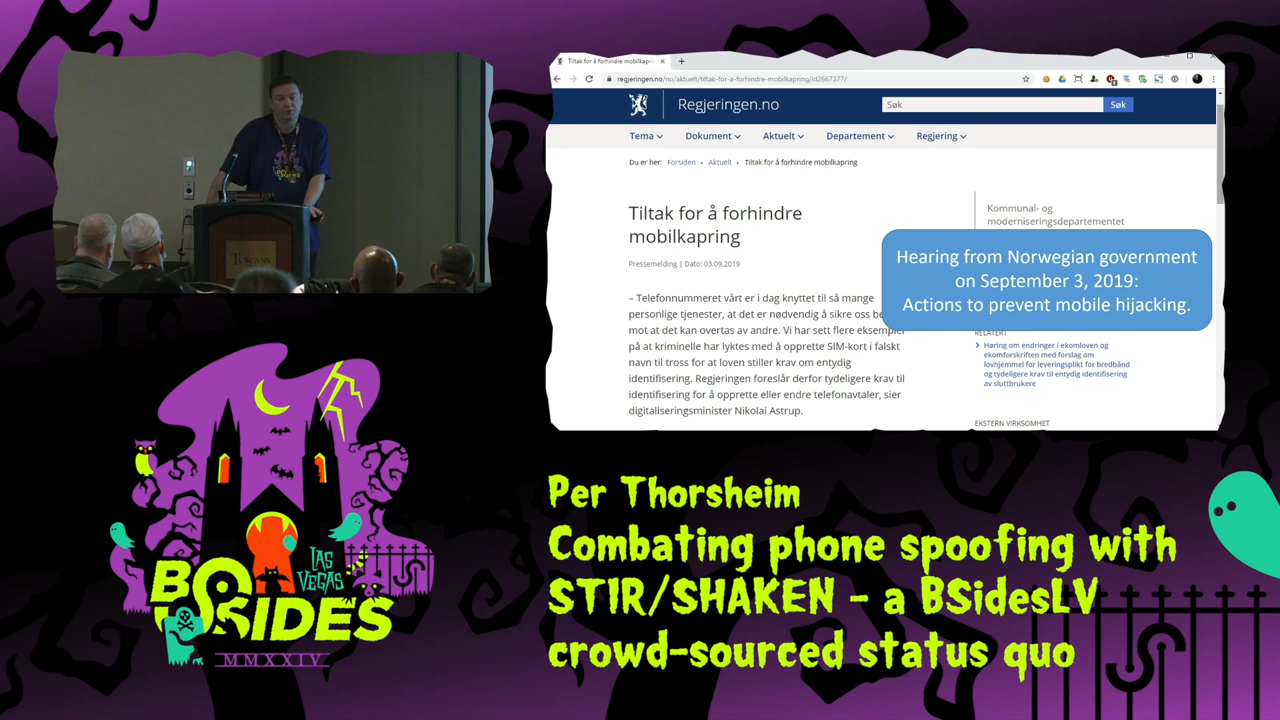 Tiltak for å forhindre mobilkapri
regjeringen.no/no/aktuelt/tiltak-for-a-forhindre-mobilkapring/id2667377/
Regjeringen.no
Søk
Søk
Tema
Dokument
Aktuelt
Departement
Regjering
Du er her: Forsiden • Aktuelt • Tiltak for å forhindre mobilkapring
Tiltak for å forhindre
mobilkapring
Pressemelding | Dato: 03.09.2019
– Telefonnummeret vårt er i dag knyttet til så mange
personlige tjenester, at det er nødvendig å sikre oss be
mot at det kan overtas av andre. Vi har sett flere eksemple
på at kriminelle har lyktes med å opprette SIM-kort i falskt
navn til tross for at loven stiller krav om entydig
identifisering. Regjeringen foreslår derfor tydeligere krav til
identifisering for å opprette eller endre telefonavtaler, sier
digitaliseringsminister Nikolai Astrup.
Kommunal- og
moderniseringsdepartementet
Hearing from Norwegian government
on September 3, 2019:
Actions to prevent mobile hijacking.
RELATERT
Høring om endringer i ekomloven og
ekomforskriften med forslag om
lovhjemmel for leveringsplikt for bredbånd
og tydeligere krav til entydig identifisering
av sluttbrukere
EKSTERN VIRKSOMHET
TUSCANY
LAS
VEGAS
BSIDES
MMXXIV
Per Thorsheim
Combating phone spoofing with
STIR/SHAKEN - a BSidesLV
crowd-sourced status quo